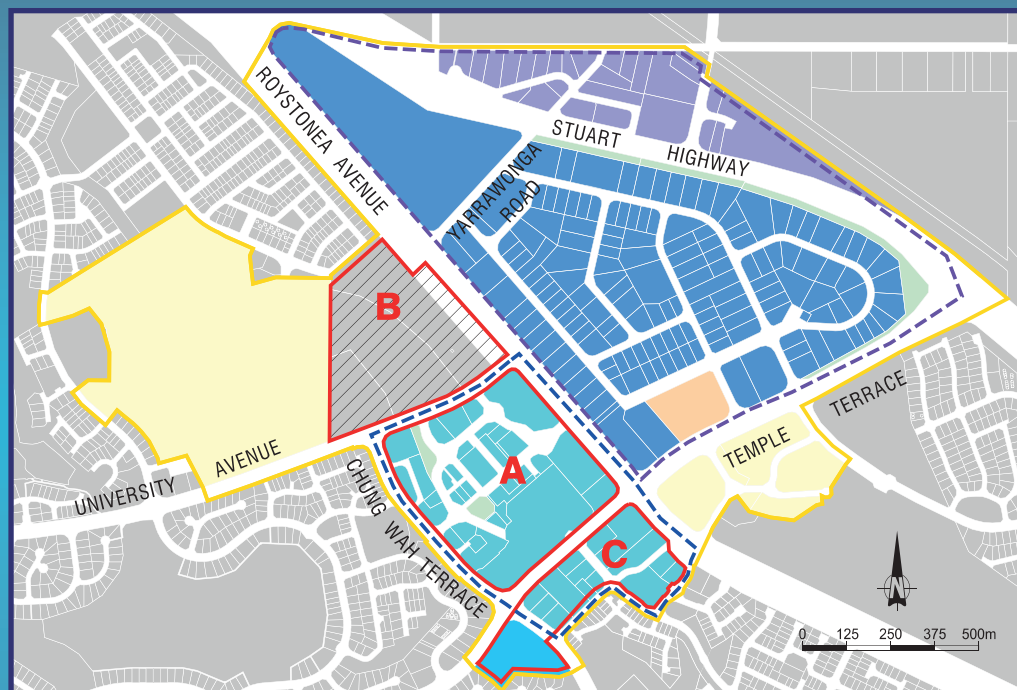 ROYSTONEA AVENUE
STUART HIGHWAY
YARRAWONGA
ROAD
B
TERRACE
TEMPLE
AVENUE
UNIVERSITY
A
CHUNG WAH TERRACE
C
0 125 250 375 500m